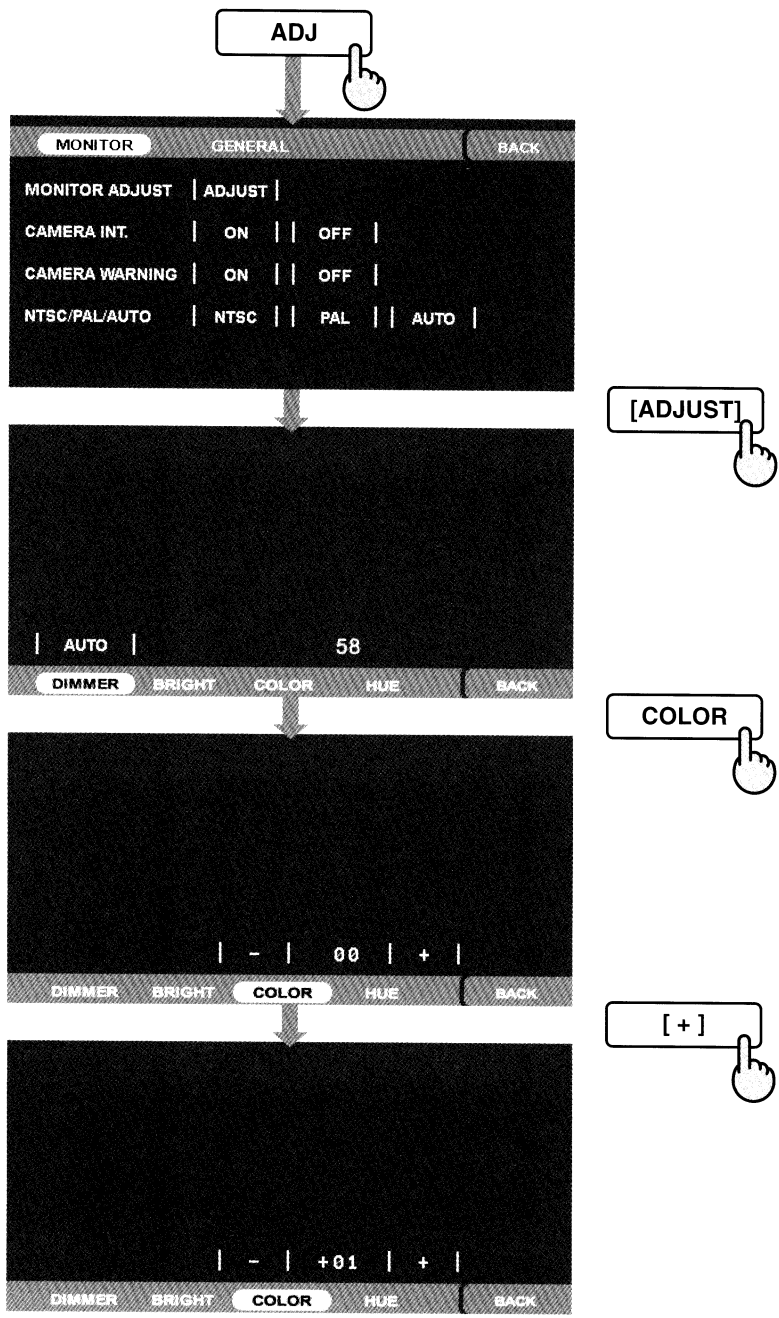 ADJ
MONITOR GENERAL BACK
MONITOR ADJUST | ADJUST |
CAMERA INT. | ON | | OFF |
CAMERA WARNING | ON | | OFF |
NTSC/PAL/AUTO | NTSC | | PAL | | AUTO |
[ADJUST]
| AUTO | 58
DIMMER BRIGHT COLOR HUE BACK
COLOR
| - | 00 | + |
DIMMER BRIGHT COLOR HUE BACK
[ + ]
| - | +01 | + |
DIMMER BRIGHT COLOR HUE BACK